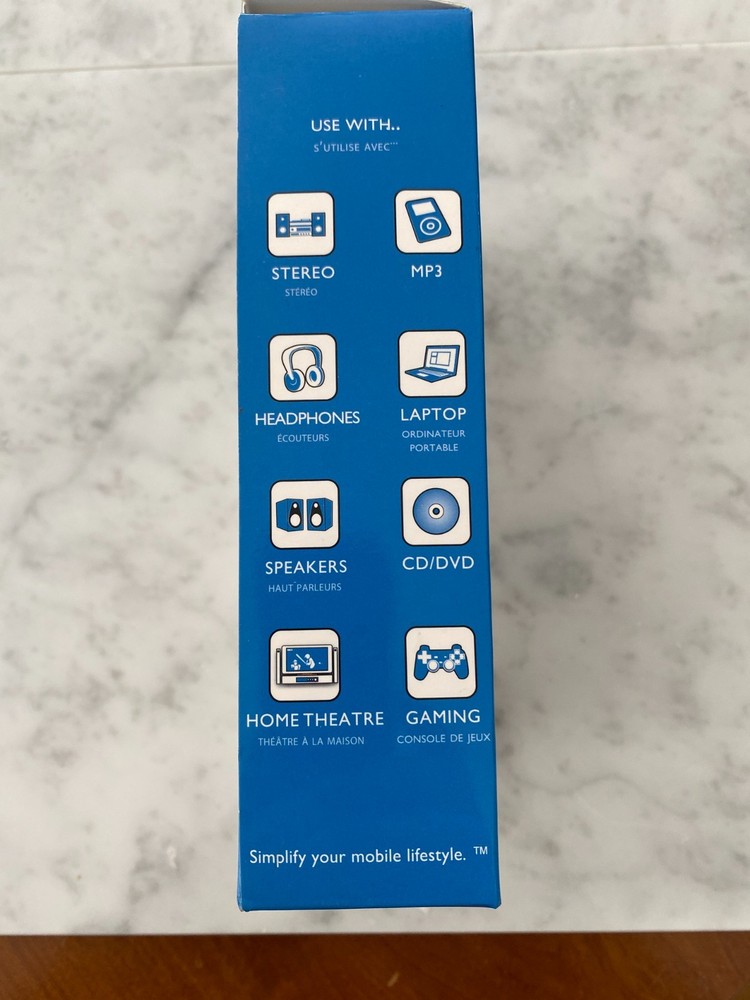 USE WITH..
S'UTILISE AVEC...
STEREO
STÉRÉO
MP3
HEADPHONES
ÉCOUTEURS
LAPTOP
ORDINATEUR
PORTABLE
SPEAKERS
HAUT-PARLEURS
CD/DVD
HOME THEATRE
THÉÂTRE À LA MAISON
GAMING
CONSOLE DE JEUX
Simplify your mobile lifestyle. ™